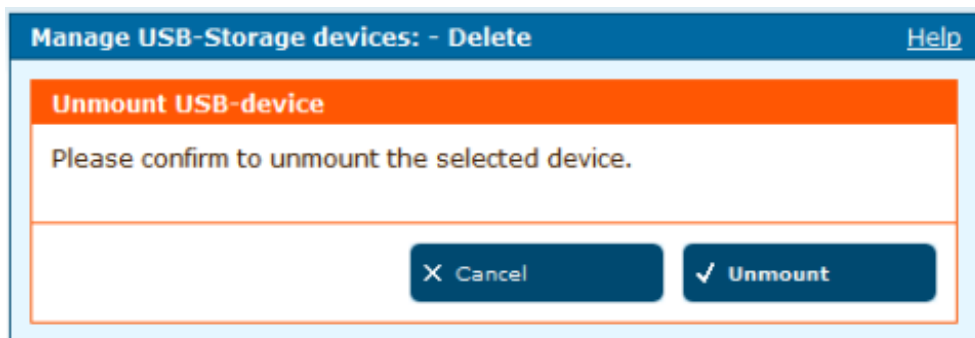 Manage USB-Storage devices: - Delete Help
Unmount USB-device
Please confirm to unmount the selected device.
Cancel Unmount